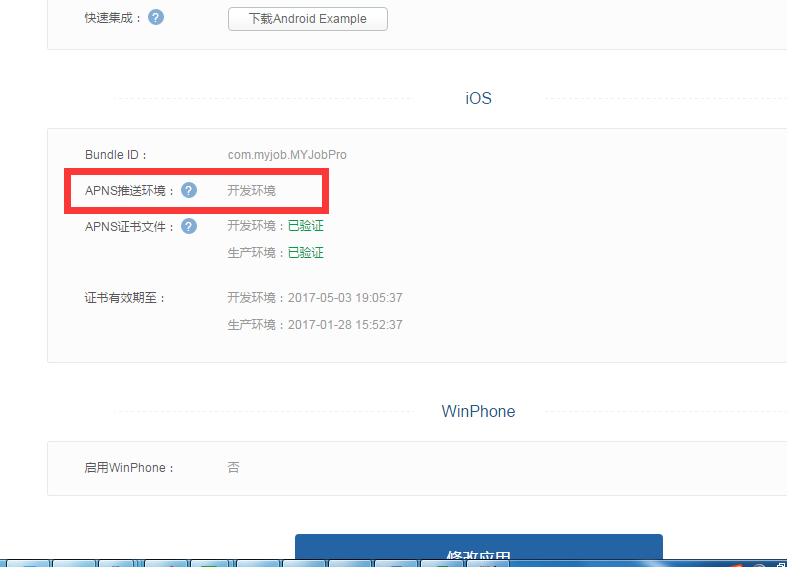 快速集成： ? 下载Android Example
iOS
Bundle ID： com.myjob.MYJobPro
APNS推送环境： ? 开发环境
APNS证书文件： ? 开发环境：已验证
生产环境：已验证
证书有效期至： 开发环境：2017-05-03 19:05:37
生产环境：2017-01-28 15:52:37
WinPhone
启用WinPhone： 否
修改应用